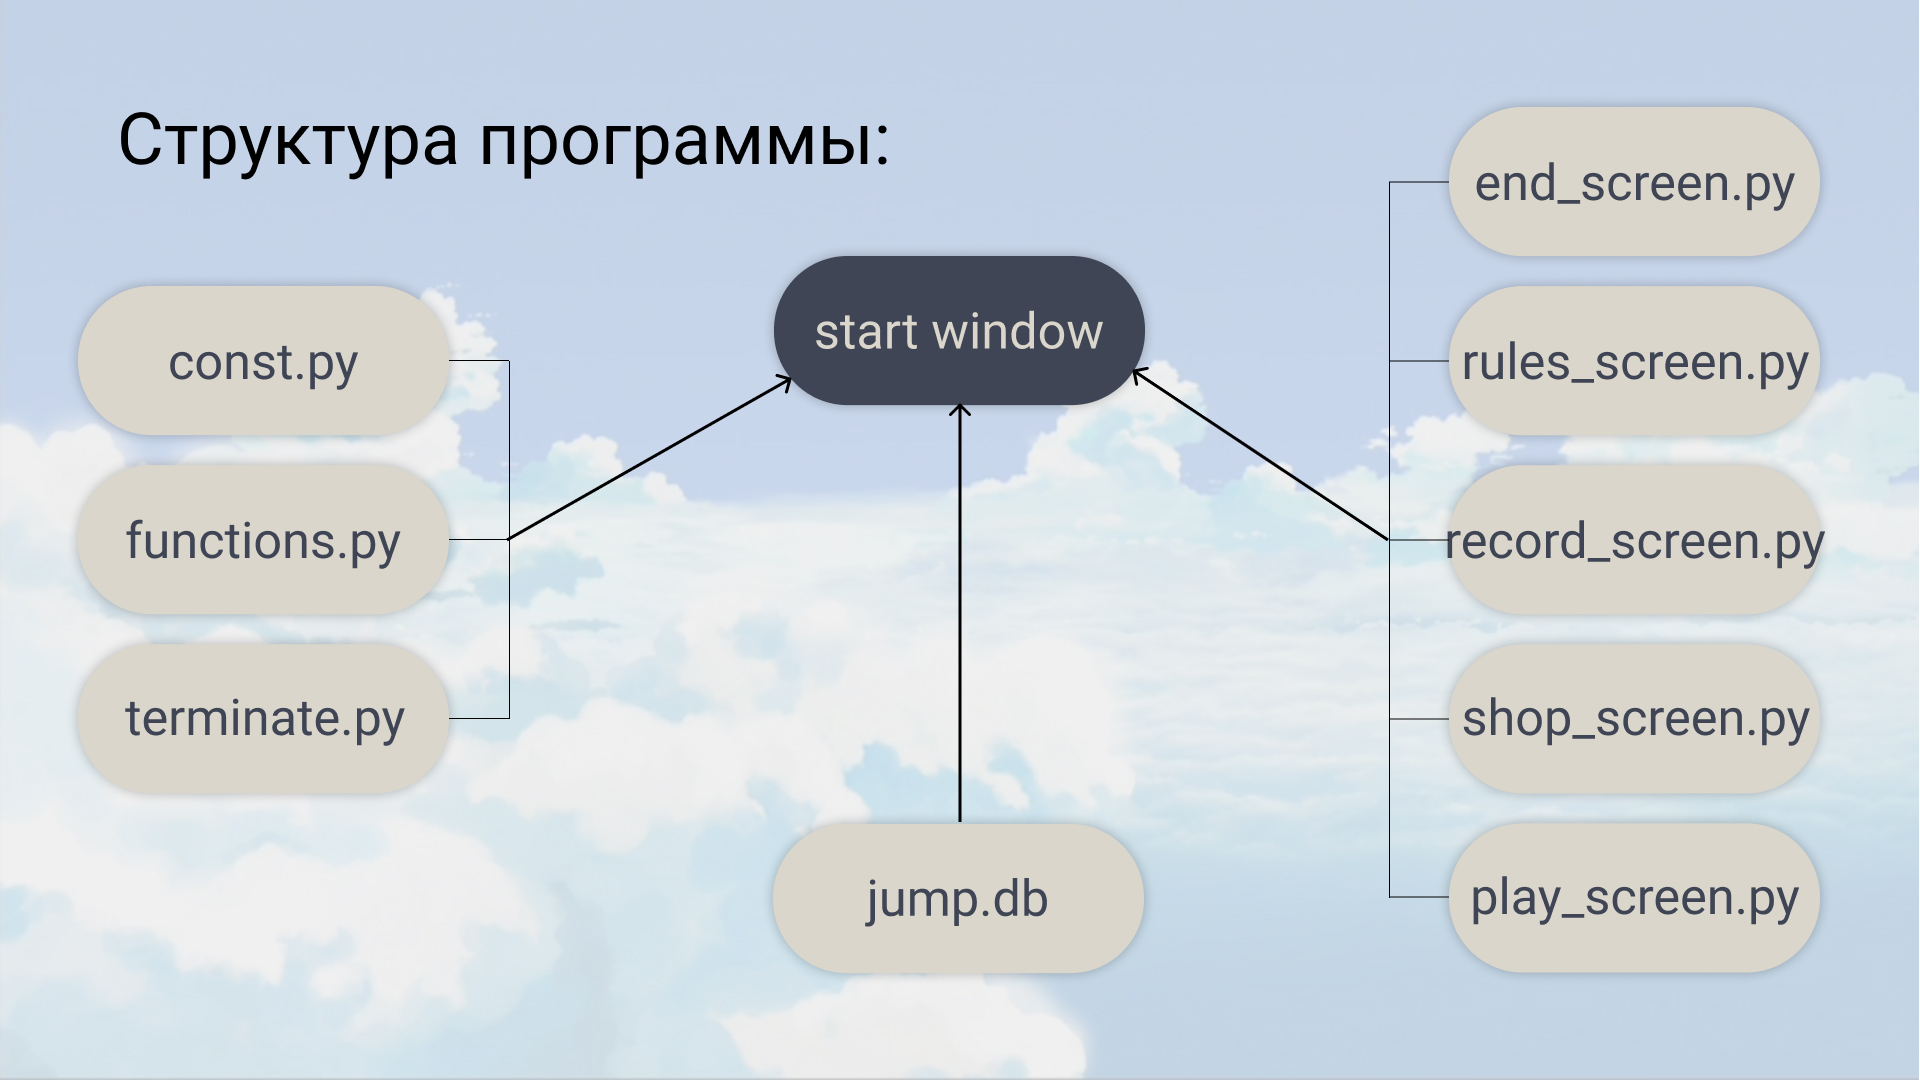 Структура программы:
const.py
functions.py
terminate.py
start window
jump.db
end_screen.py
rules_screen.py
record_screen.py
shop_screen.py
play_screen.py